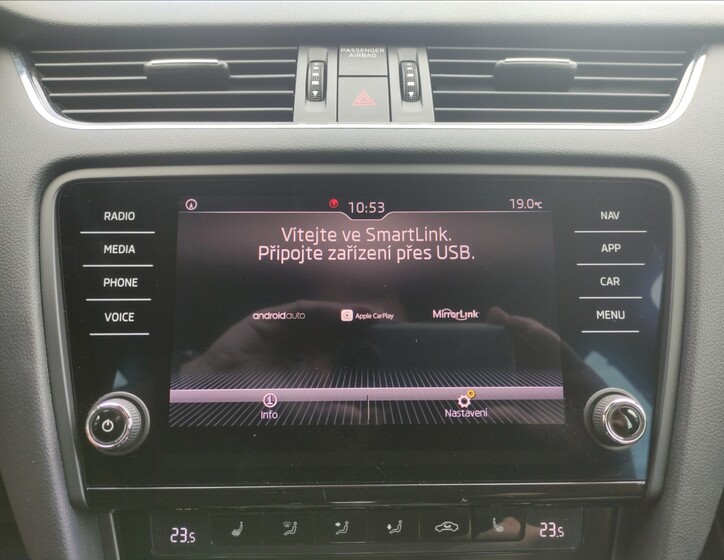 PASSENGER
AIRBAG
10:53
19.0°C
RADIO
MEDIA
PHONE
VOICE
Vítejte ve SmartLink.
Připojte zařízení přes USB.
androidauto
Apple CarPlay
MirrorLink
Info
Nastavení
NAV
APP
CAR
MENU
23.5
23.5